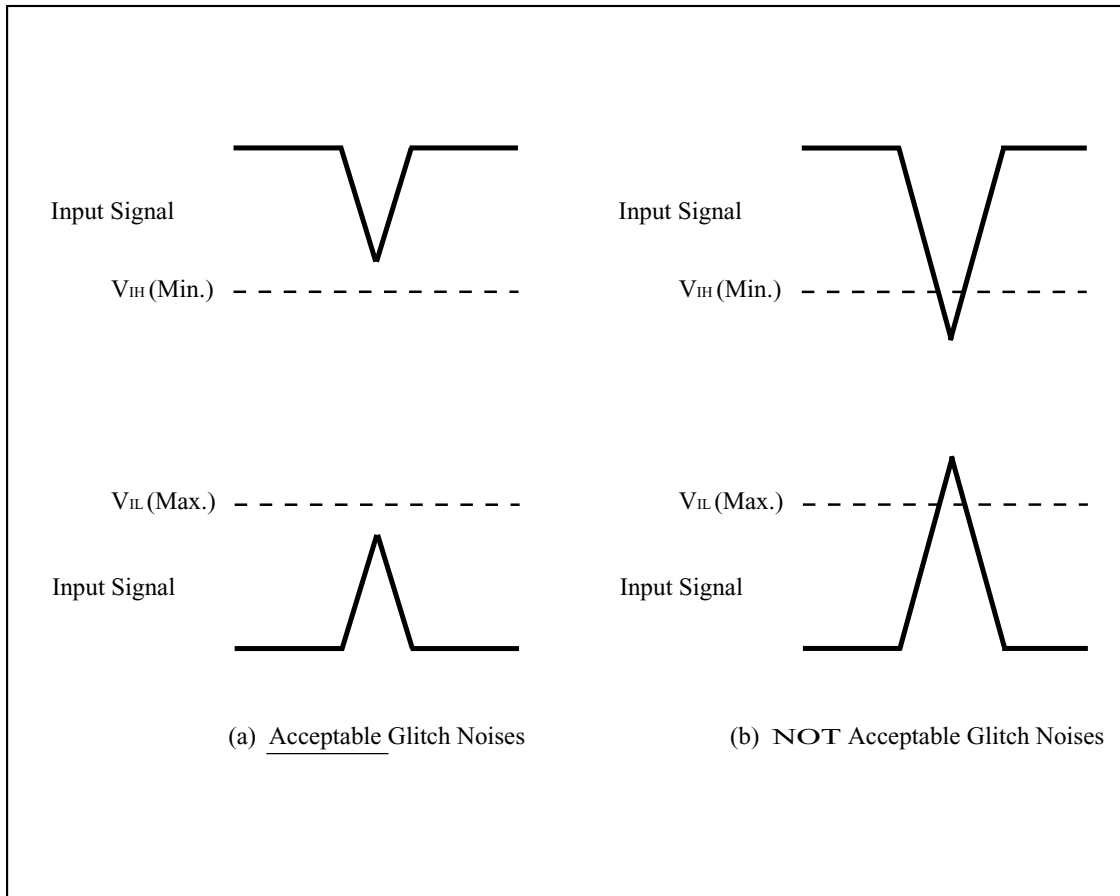 Input Signal
VIH (Min.)
VIL (Max.)
Input Signal
(a) Acceptable Glitch Noises
Input Signal
VIH (Min.)
VIL (Max.)
Input Signal
(b) NOT Acceptable Glitch Noises